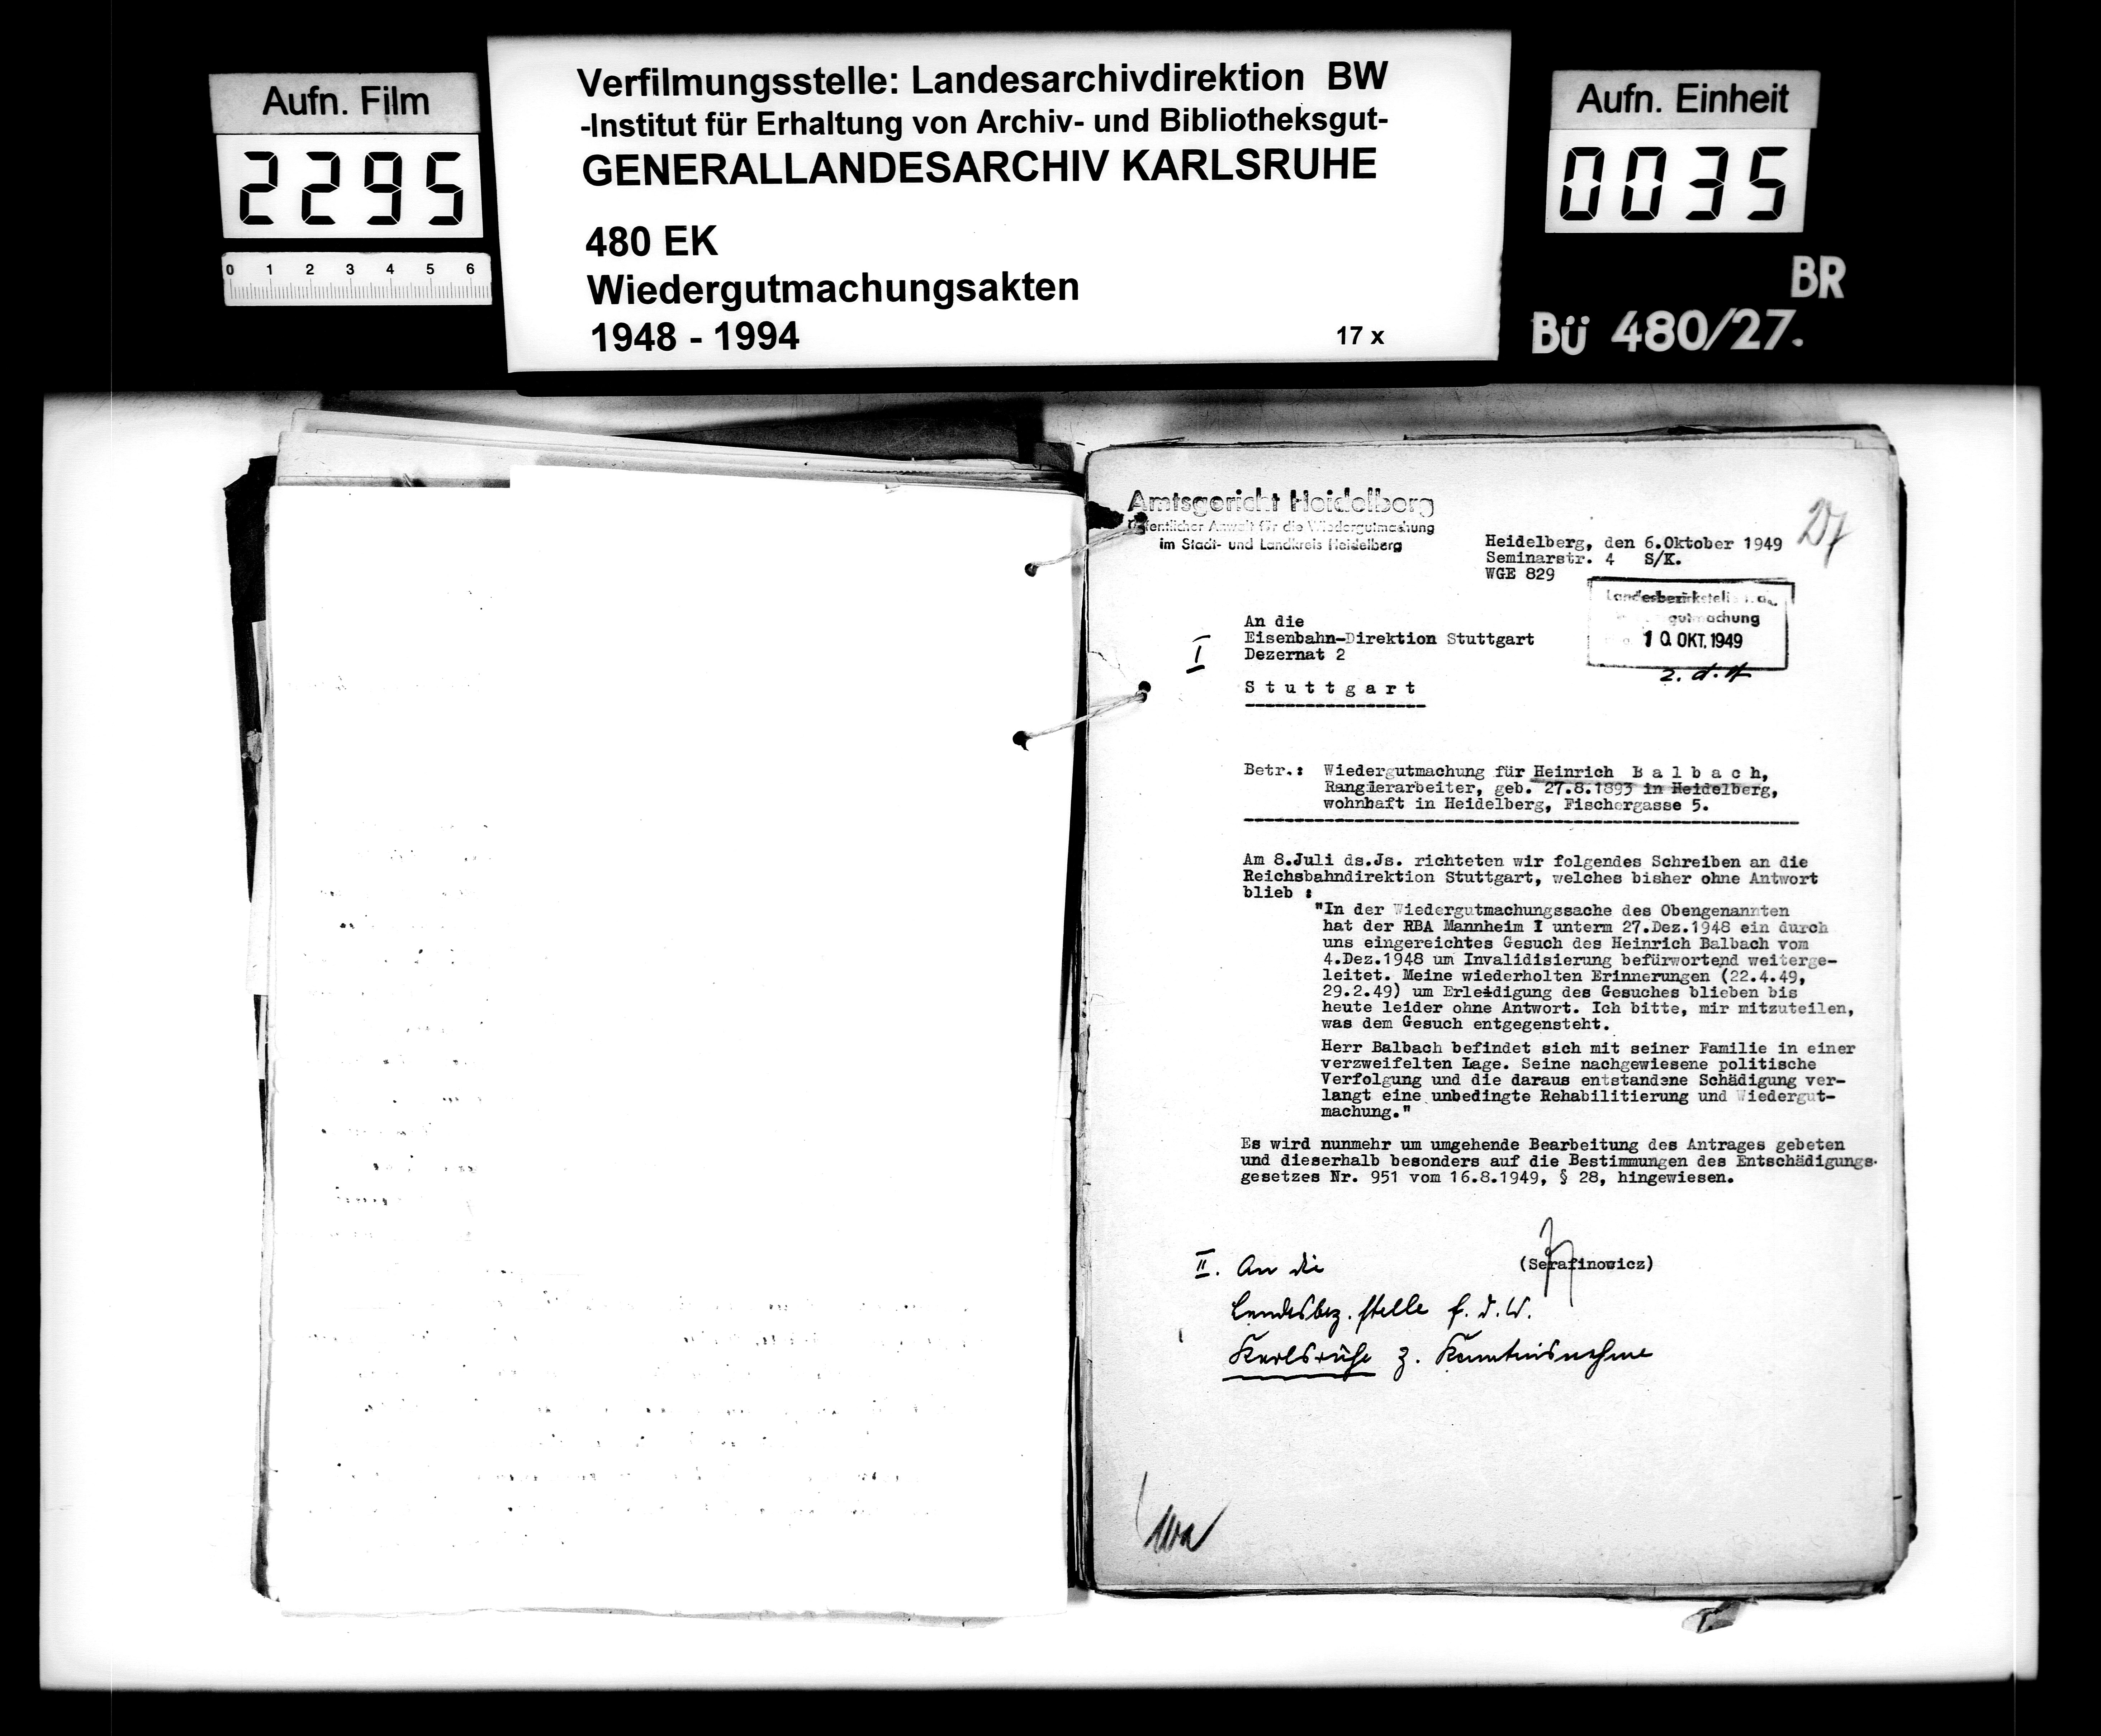 Aufn. Film
2295
0 1 2 3 4 5 6
Verfilmungsstelle: Landesarchivdirektion BW
-Institut für Erhaltung von Archiv- und Bibliotheksgut-
GENERALLANDESARCHIV KARLSRUHE
480 EK
Wiedergutmachungsakten
1948 - 1994
17 x
Aufn. Einheit
0035
BR
Bü 480/27.
Amtsgericht Heidelberg
Öffentlicher Anwalt für die Wiedergutmachung
im Stadt- und Landkreis Heidelberg
27
Heidelberg, den 6.Oktober 1949
Seminarstr. 4 S/K.
WGE 829
gutmachung
10. OKT. 1949
z. d. A
I
An die
Eisenbahn-Direktion Stuttgart
Dezernat 2
S t u t t g a r t
Betr.: Wiedergutmachung für Heinrich B a l b a c h,
Rangierarbeiter, geb. 27.8.1893 in Heidelberg,
wohnhaft in Heidelberg, Fischergasse 5.
Am 8.Juli ds.Js. richteten wir folgendes Schreiben an die
Reichsbahndirektion Stuttgart, welches bisher ohne Antwort
blieb :
"In der Wiedergutmachungssache des Obengenannten
hat der RBA Mannheim I unterm 27.Dez.1948 ein durch
uns eingereichtes Gesuch des Heinrich Balbach vom
4.Dez.1948 um Invalidisierung befürwortend weiterge-
leitet. Meine wiederholten Erinnerungen (22.4.49,
29.2.49) um Erledigung des Gesuches blieben bis
heute leider ohne Antwort. Ich bitte, mir mitzuteilen,
was dem Gesuch entgegensteht.
Herr Balbach befindet sich mit seiner Familie in einer
verzweifelten Lage. Seine nachgewiesene politische
Verfolgung und die daraus entstandene Schädigung ver-
langt eine unbedingte Rehabilitierung und Wiedergut-
machung."
Es wird nunmehr um umgehende Bearbeitung des Antrages gebeten
und dieserhalb besonders auf die Bestimmungen des Entschädigungs-
gesetzes Nr. 951 vom 16.8.1949, § 28, hingewiesen.
(Serafinowicz)
II. An die
Landesbez.stelle f. d. W.
Karlsruhe z. Kenntnisnahme